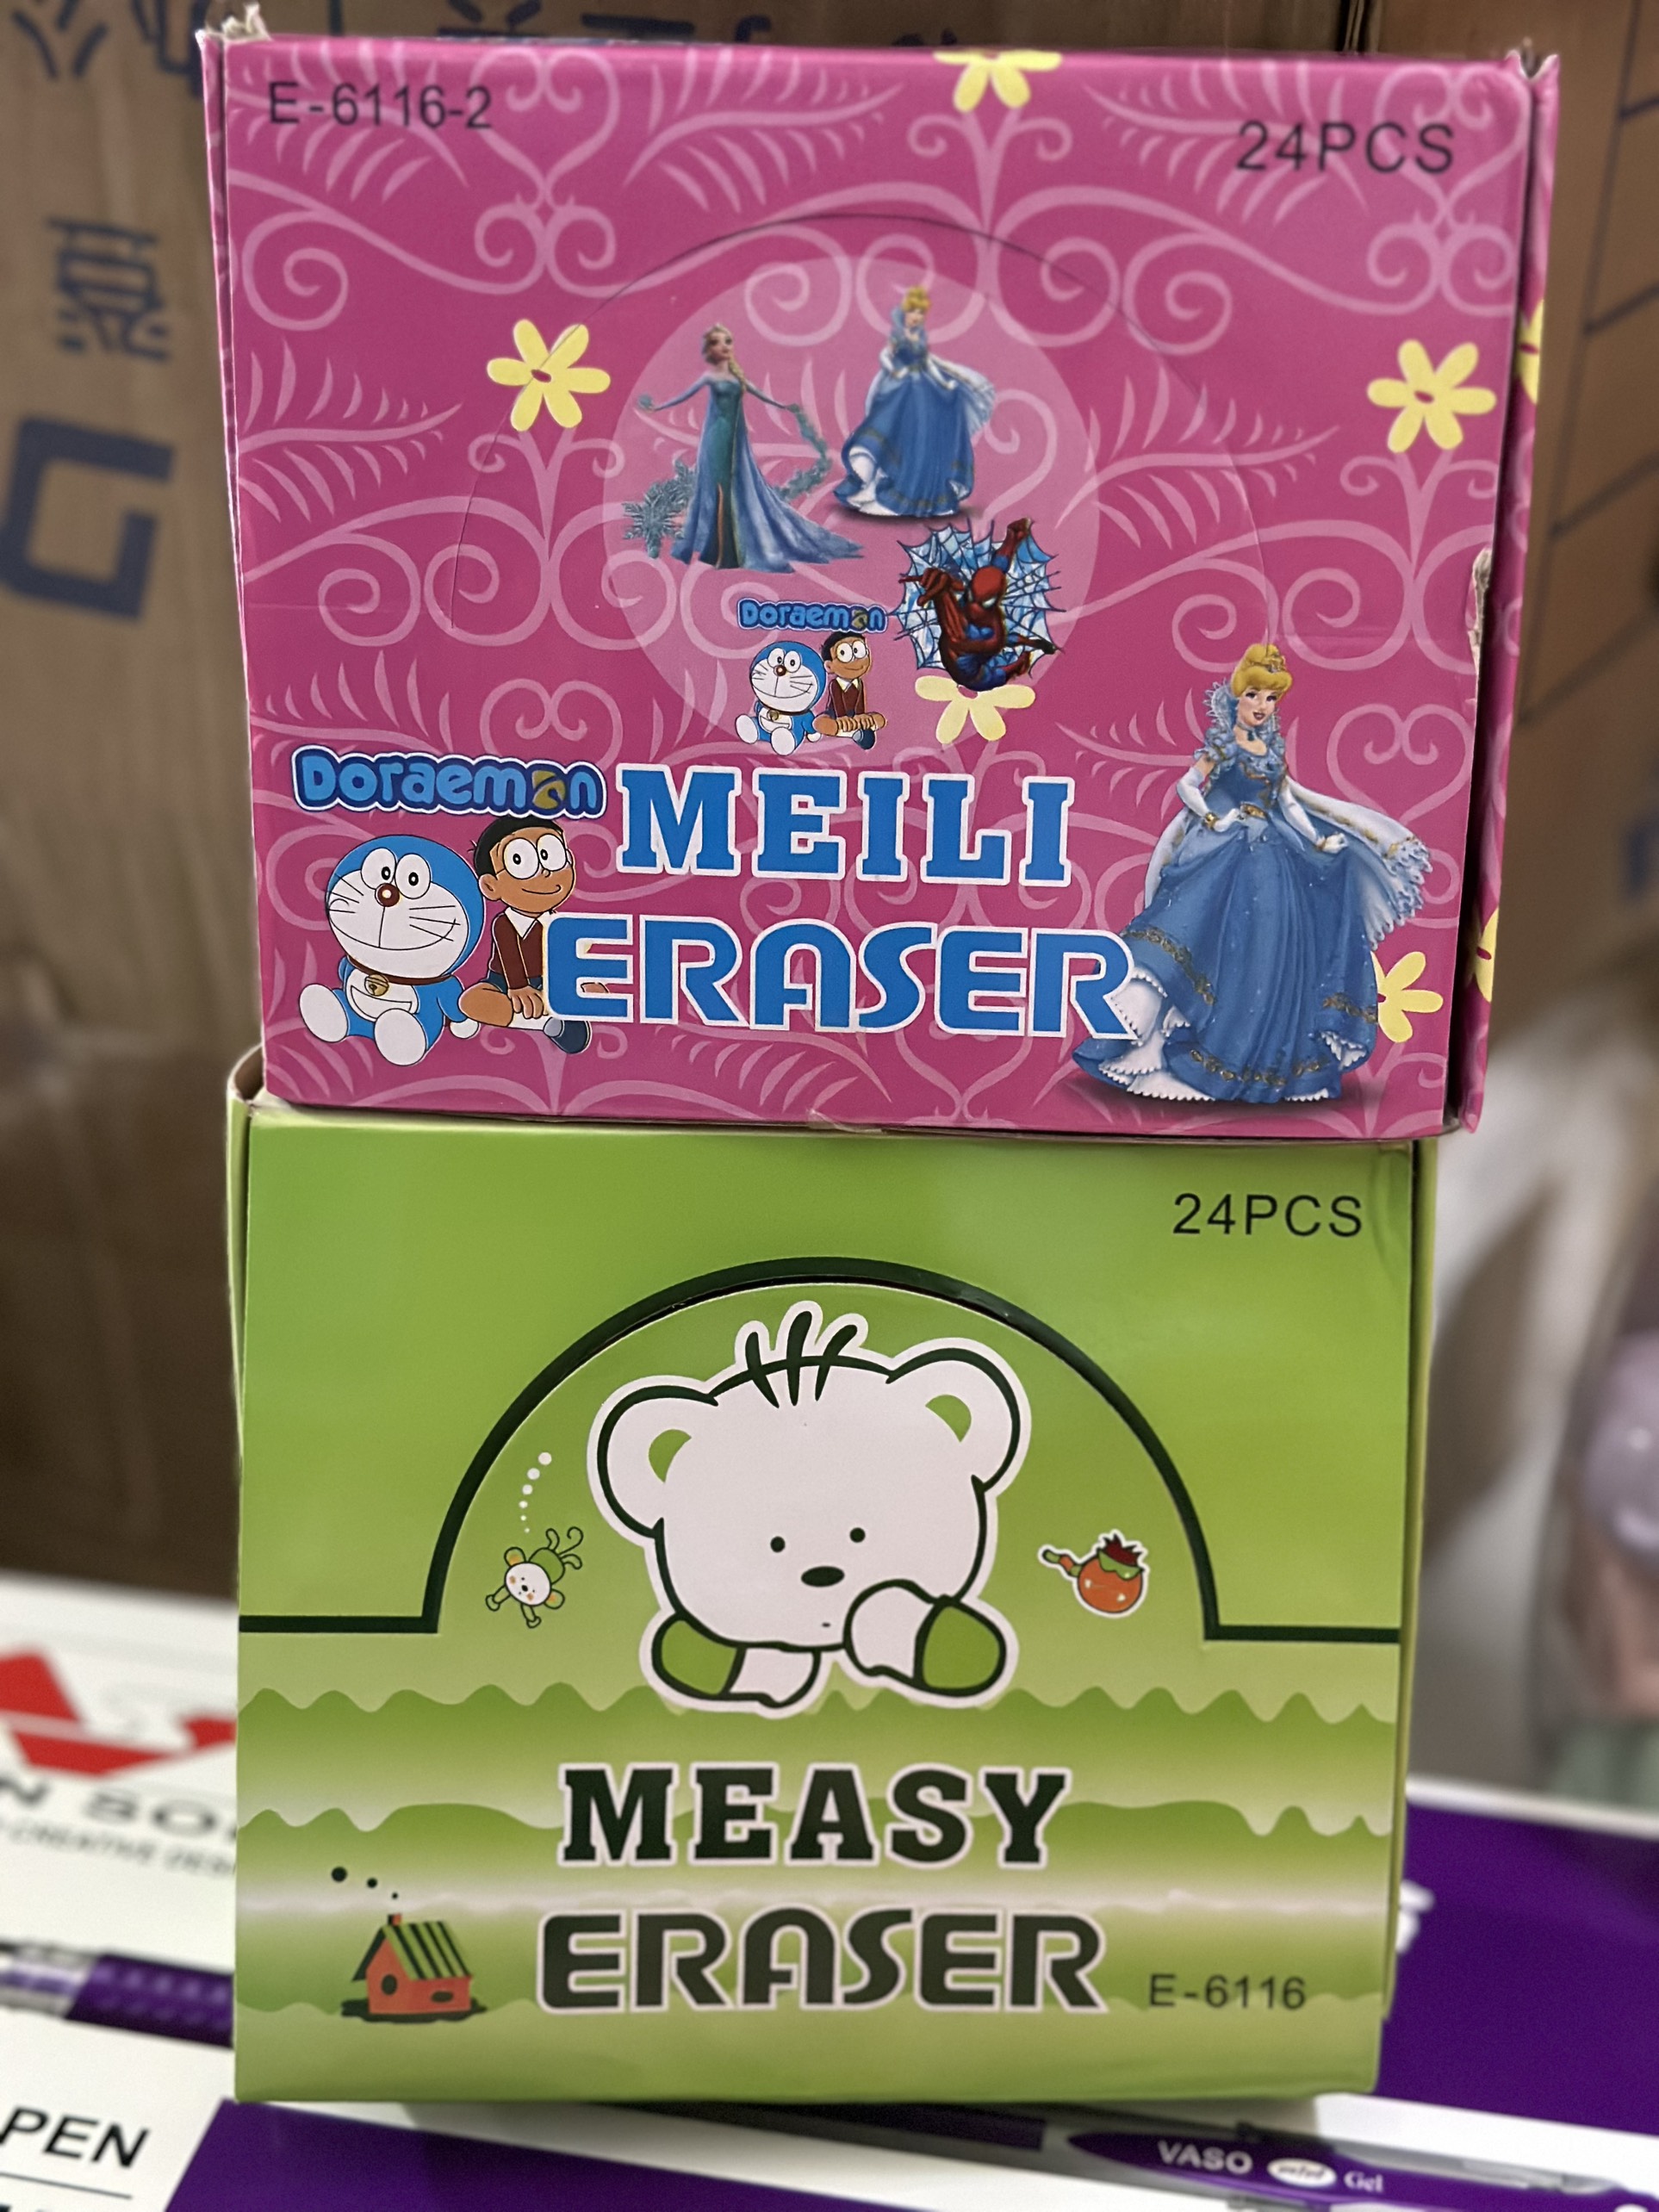 E-6116-2
24PCS
Doraemon
Doraemon
MEILI
ERASER
24PCS
MEASY
ERASER
E-6116
PEN
VASO
Gel